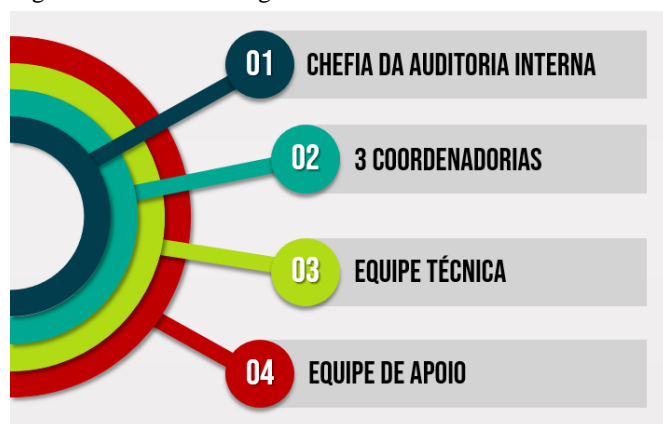 01 CHEFIA DA AUDITORIA INTERNA
02 3 COORDENADORIAS
03 EQUIPE TÉCNICA
04 EQUIPE DE APOIO